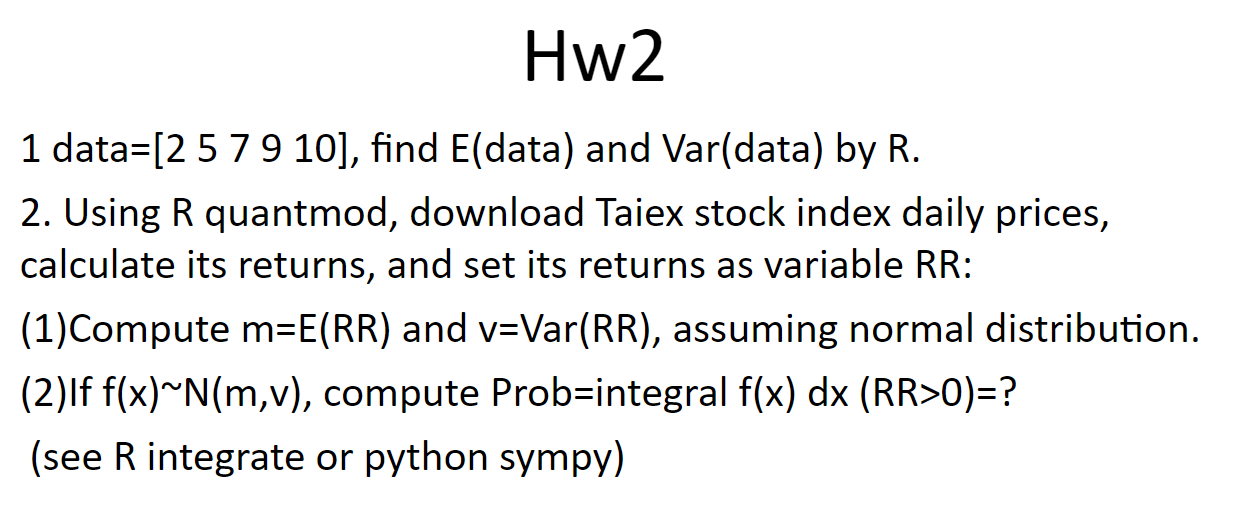 Hw2
1 data=[2 5 7 9 10], find E(data) and Var(data) by R.
2. Using R quantmod, download Taiex stock index daily prices,
calculate its returns, and set its returns as variable RR:
(1)Compute m=E(RR) and v=Var(RR), assuming normal distribution.
(2)If f(x)~N(m,v), compute Prob=integral f(x) dx (RR>0)=?
(see R integrate or python sympy)